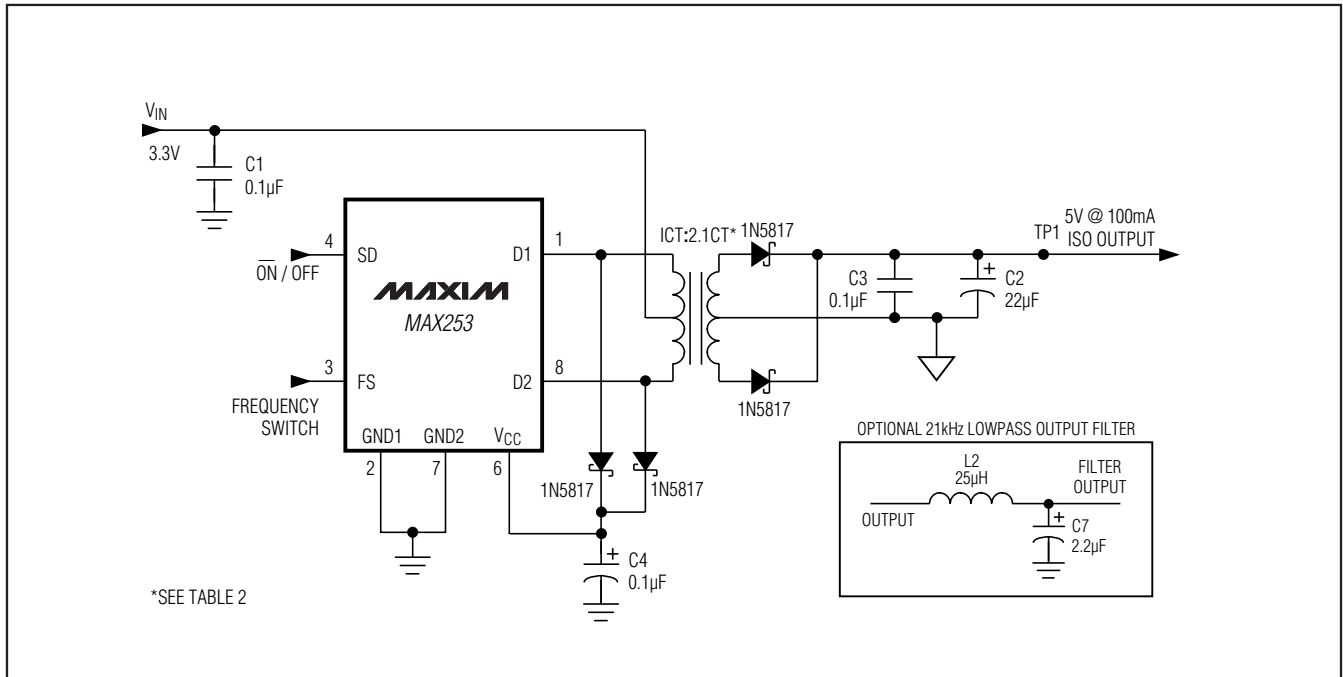 VIN
3.3V
C1
0.1µF
4
SD
ON / OFF
MAXIM
MAX253
3
FS
FREQUENCY
SWITCH
GND1
GND2
VCC
2
7
6
D1
1
D2
8
ICT:2.1CT*
1N5817
1N5817
1N5817
1N5817
C4
0.1µF
C3
0.1µF
C2
22µF
TP1
5V @ 100mA
ISO OUTPUT
OPTIONAL 21kHz LOWPASS OUTPUT FILTER
L2
25µH
OUTPUT
FILTER
OUTPUT
C7
2.2µF
*SEE TABLE 2